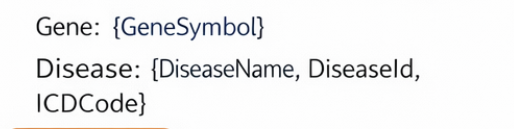 Gene: {GeneSymbol}
Disease: {DiseaseName, DiseaseId,
ICDCode}